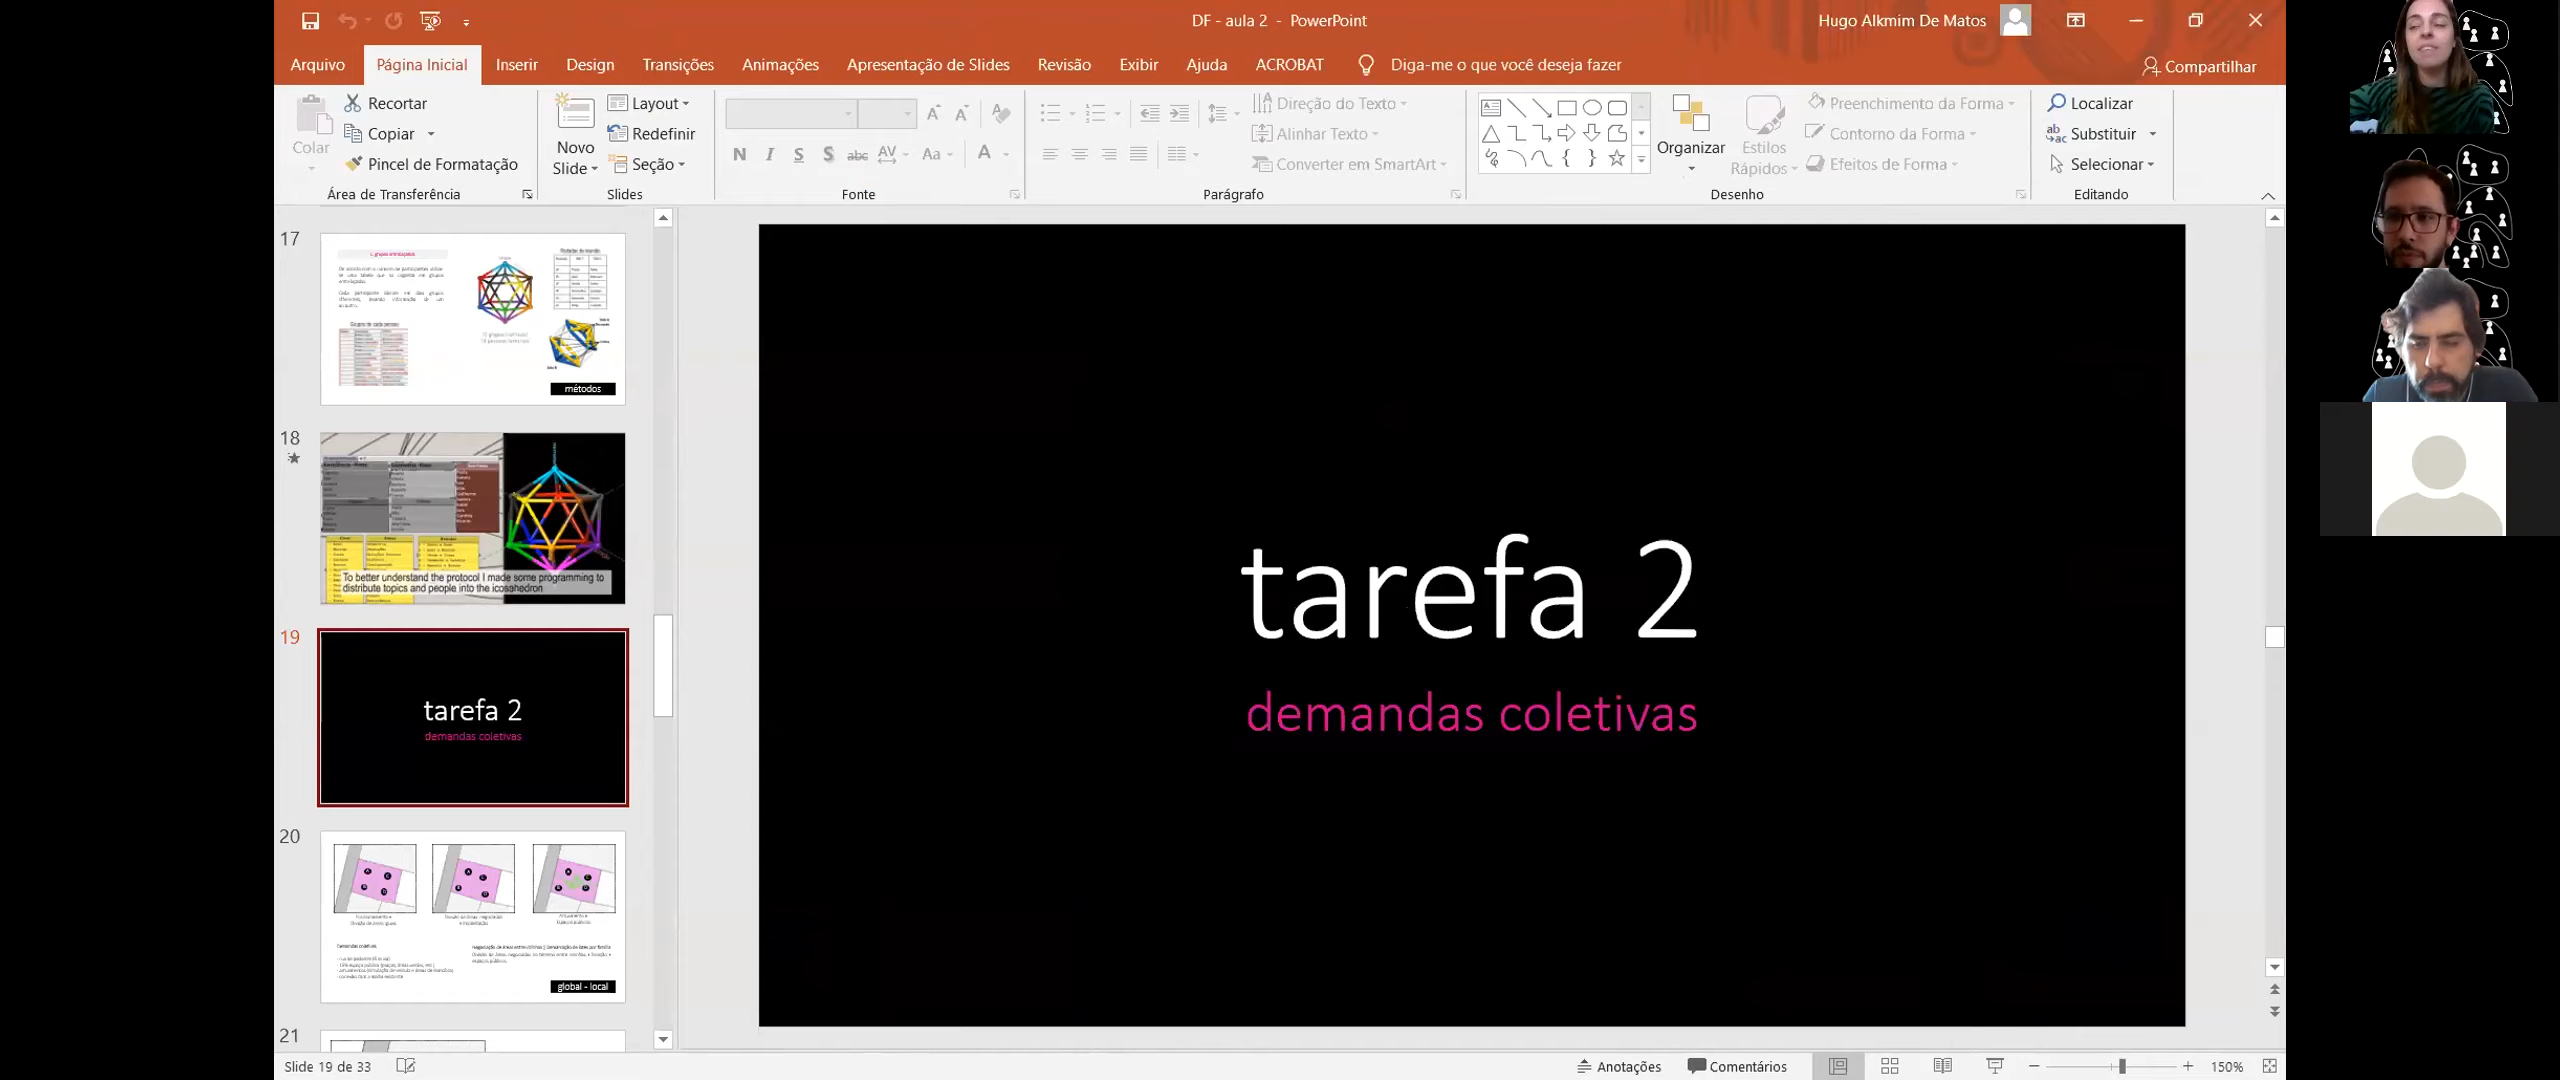 DF - aula 2 - PowerPoint
Hugo Alkmim De Matos
Arquivo
Página Inicial
Inserir
Design
Transições
Animações
Apresentação de Slides
Revisão
Exibir
Ajuda
ACROBAT
Diga-me o que você deseja fazer
Compartilhar
Colar
Recortar
Copiar
Pincel de Formatação
Área de Transferência
Novo
Slide
Layout
Redefinir
Seção
Slides
N I S S abc AV Aa A
Fonte
Direção do Texto
Alinhar Texto
Converter em SmartArt
Parágrafo
Organizar
Estilos
Rápidos
Preenchimento da Forma
Contorno da Forma
Efeitos de Forma
Desenho
Localizar
Substituir
Selecionar
Editando
17
métodos
18
To better understand the protocol I made some programming to
distribute topics and people into the icosahedron
19
tarefa 2
demandas coletivas
20
Demandas coletivas
global - local
21
tarefa 2
demandas coletivas
Slide 19 de 33
Anotações
Comentários
150%